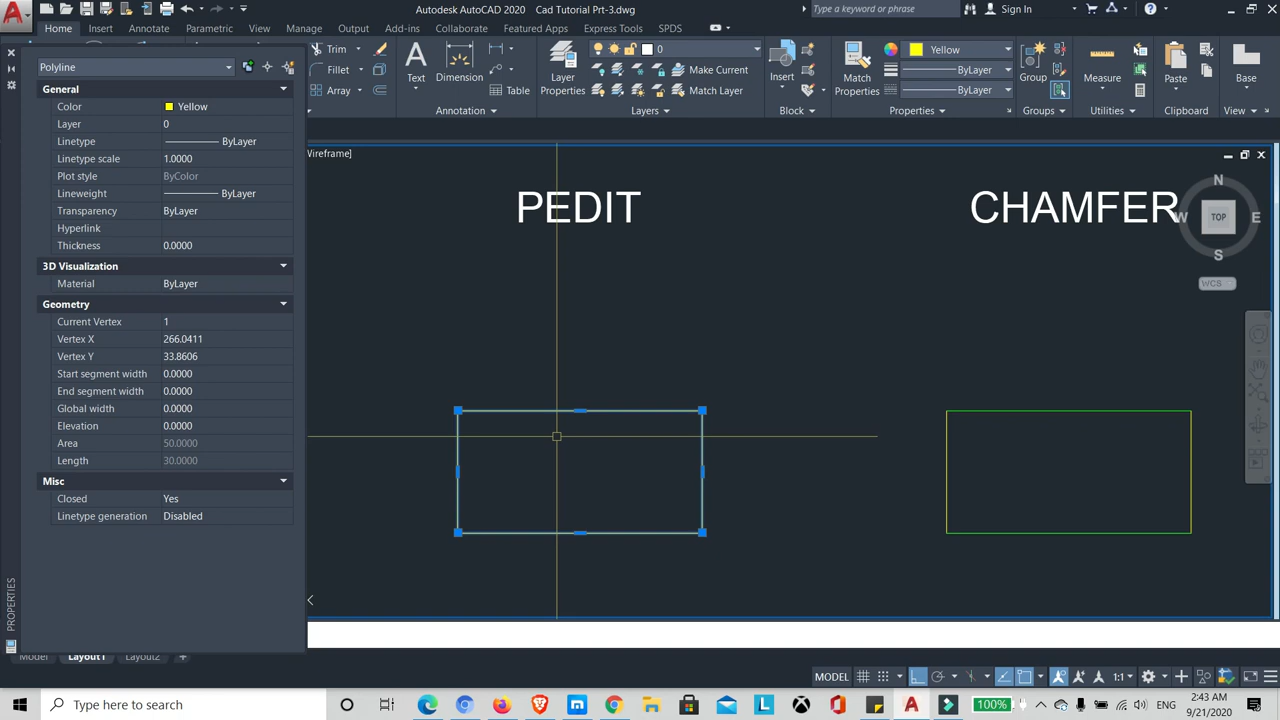 Autodesk AutoCAD 2020   Cad Tutorial Prt-3.dwg
Type a keyword or phrase
Sign In
Home
Insert
Annotate
View
Manage
Output
Add-ins
Collaborate
Featured Apps
Express Tools
SPDS
Trim
Fillet
Array
Text
Dimension
Table
Annotation
Layer
Properties
0
Make Current
Match Layer
Layers
Insert
Block
Match
Properties
Yellow
ByLayer
ByLayer
Properties
Group
Groups
Measure
Utilities
Paste
Clipboard
Base
View
Polyline
General
Color Yellow
Layer 0
Linetype ByLayer
Linetype scale 1.0000
Plot style ByColor
Lineweight ByLayer
Transparency ByLayer
Hyperlink
Thickness 0.0000
3D Visualization
Material ByLayer
Geometry
Current Vertex 1
Vertex X 266.0411
Vertex Y 33.8606
Start segment width 0.0000
End segment width 0.0000
Global width 0.0000
Elevation 0.0000
Area 50.0000
Length 30.0000
Misc
Closed Yes
Linetype generation Disabled
PROPERTIES
Wireframe]
PEDIT
CHAMFER
N
W TOP E
S
WCS
Model
Layout1
Layout2
MODEL
1:1
Type here to search
100%
ENG
2:43 AM
9/21/2020